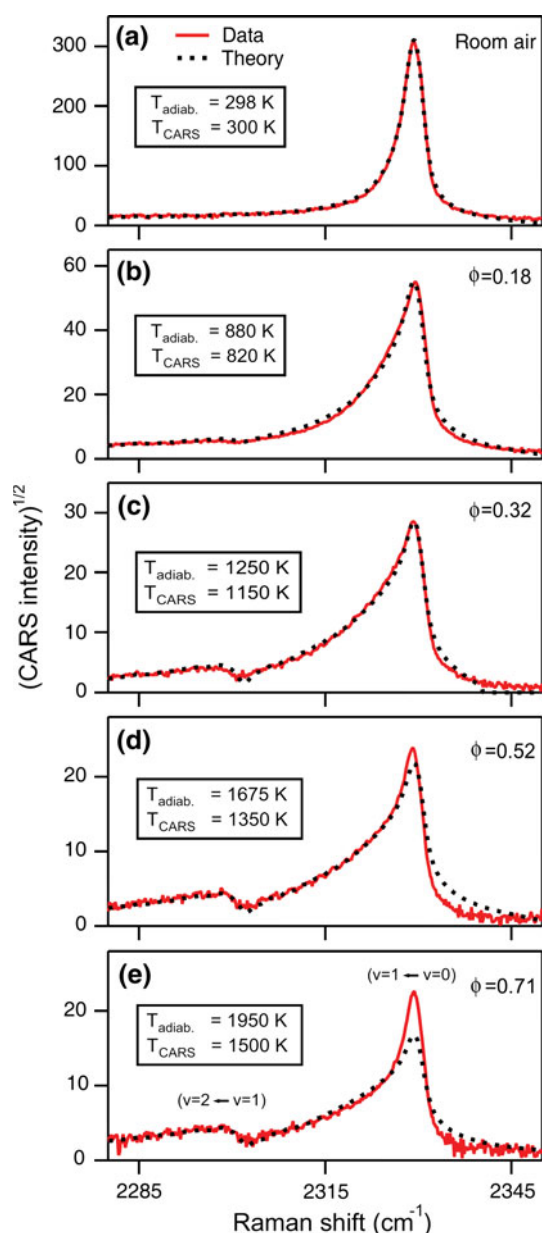 (a)
Data
Theory
Room air
T_adiab. = 298 K
T_CARS = 300 K
300
200
100
0
(b)
ϕ=0.18
T_adiab. = 880 K
T_CARS = 820 K
60
40
20
0
(c)
ϕ=0.32
T_adiab. = 1250 K
T_CARS = 1150 K
30
20
10
0
(CARS intensity)^1/2
(d)
ϕ=0.52
T_adiab. = 1675 K
T_CARS = 1350 K
20
10
0
(e)
(v=1 ← v=0)
ϕ=0.71
T_adiab. = 1950 K
T_CARS = 1500 K
(v=2 ← v=1)
20
10
0
2285
2315
2345
Raman shift (cm⁻¹)